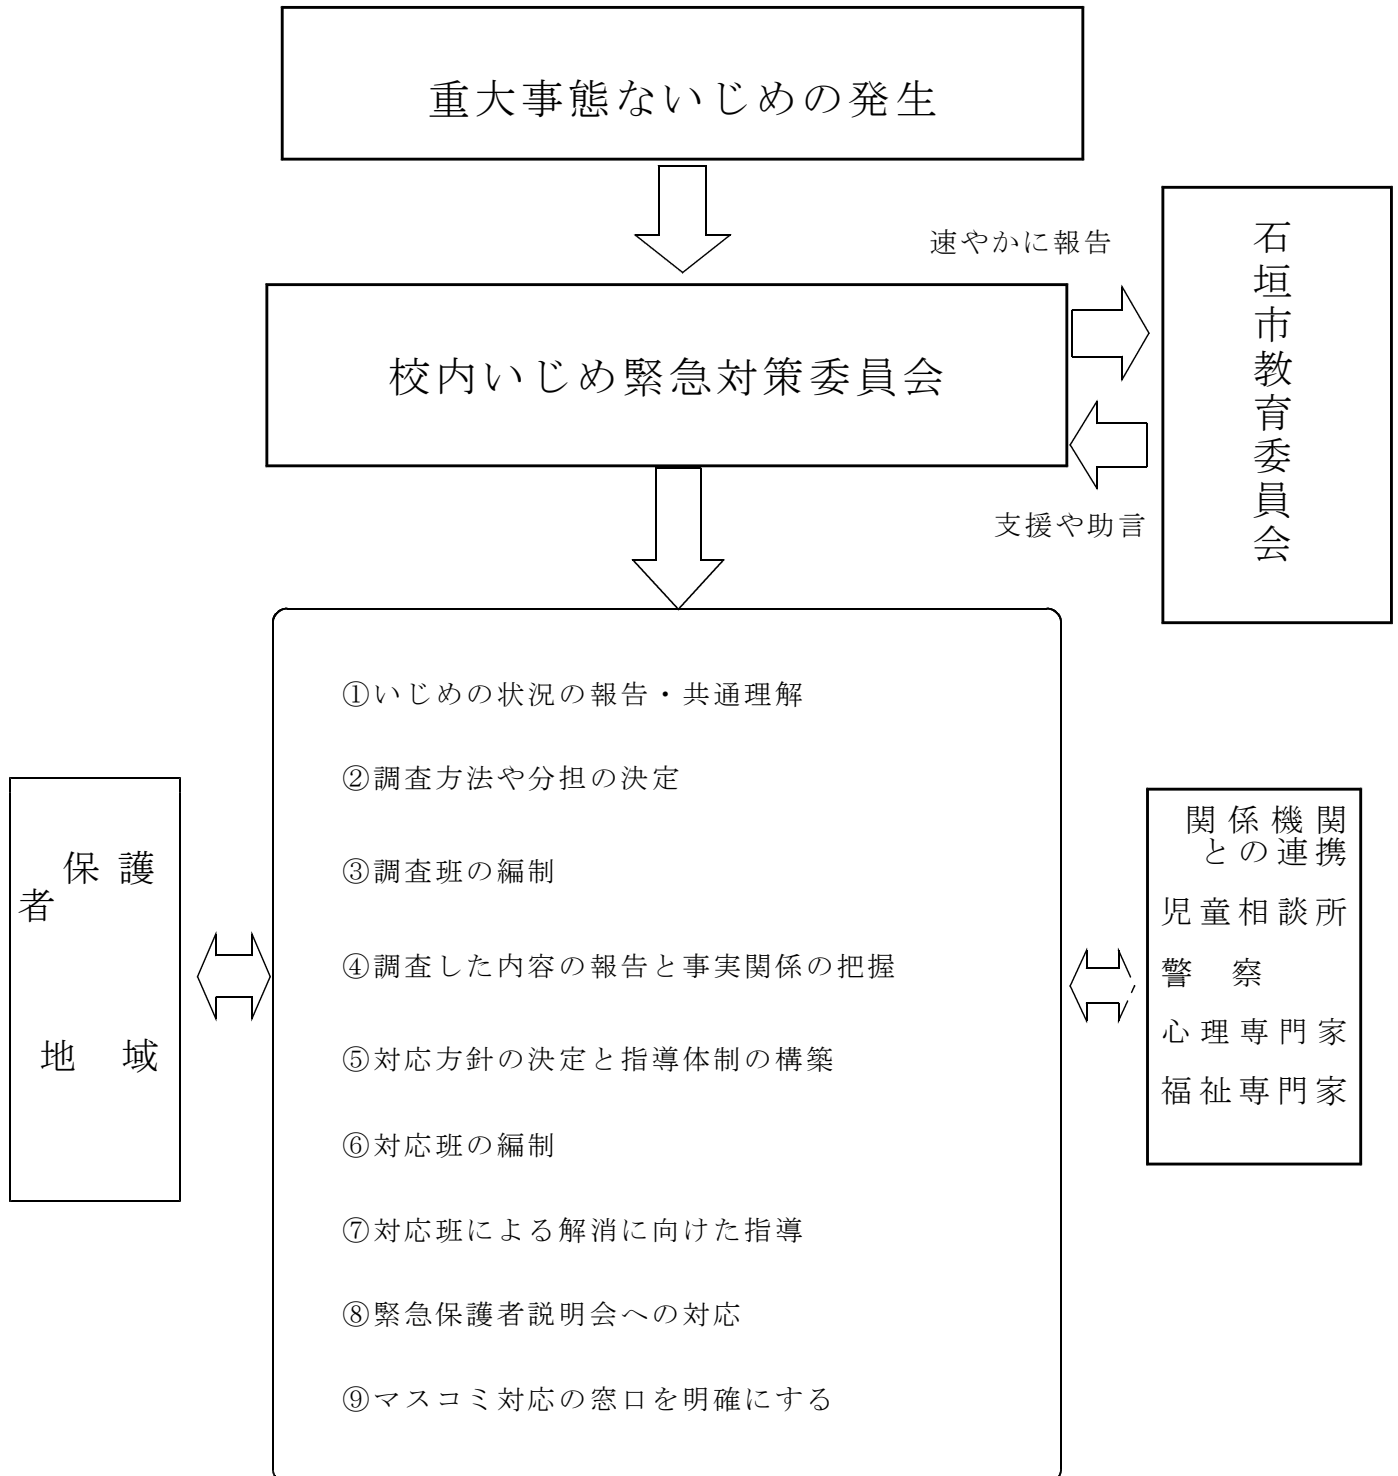 重大事態ないじめの発生
速やかに報告
石垣市教育委員会
校内いじめ緊急対策委員会
支援や助言
①いじめの状況の報告・共通理解
②調査方法や分担の決定
③調査班の編制
④調査した内容の報告と事実関係の把握
⑤対応方針の決定と指導体制の構築
⑥対応班の編制
⑦対応班による解消に向けた指導
⑧緊急保護者説明会への対応
⑨マスコミ対応の窓口を明確にする
保護
者
地 域
関係機関
との連携
児童相談所
警 察
心理専門家
福祉専門家